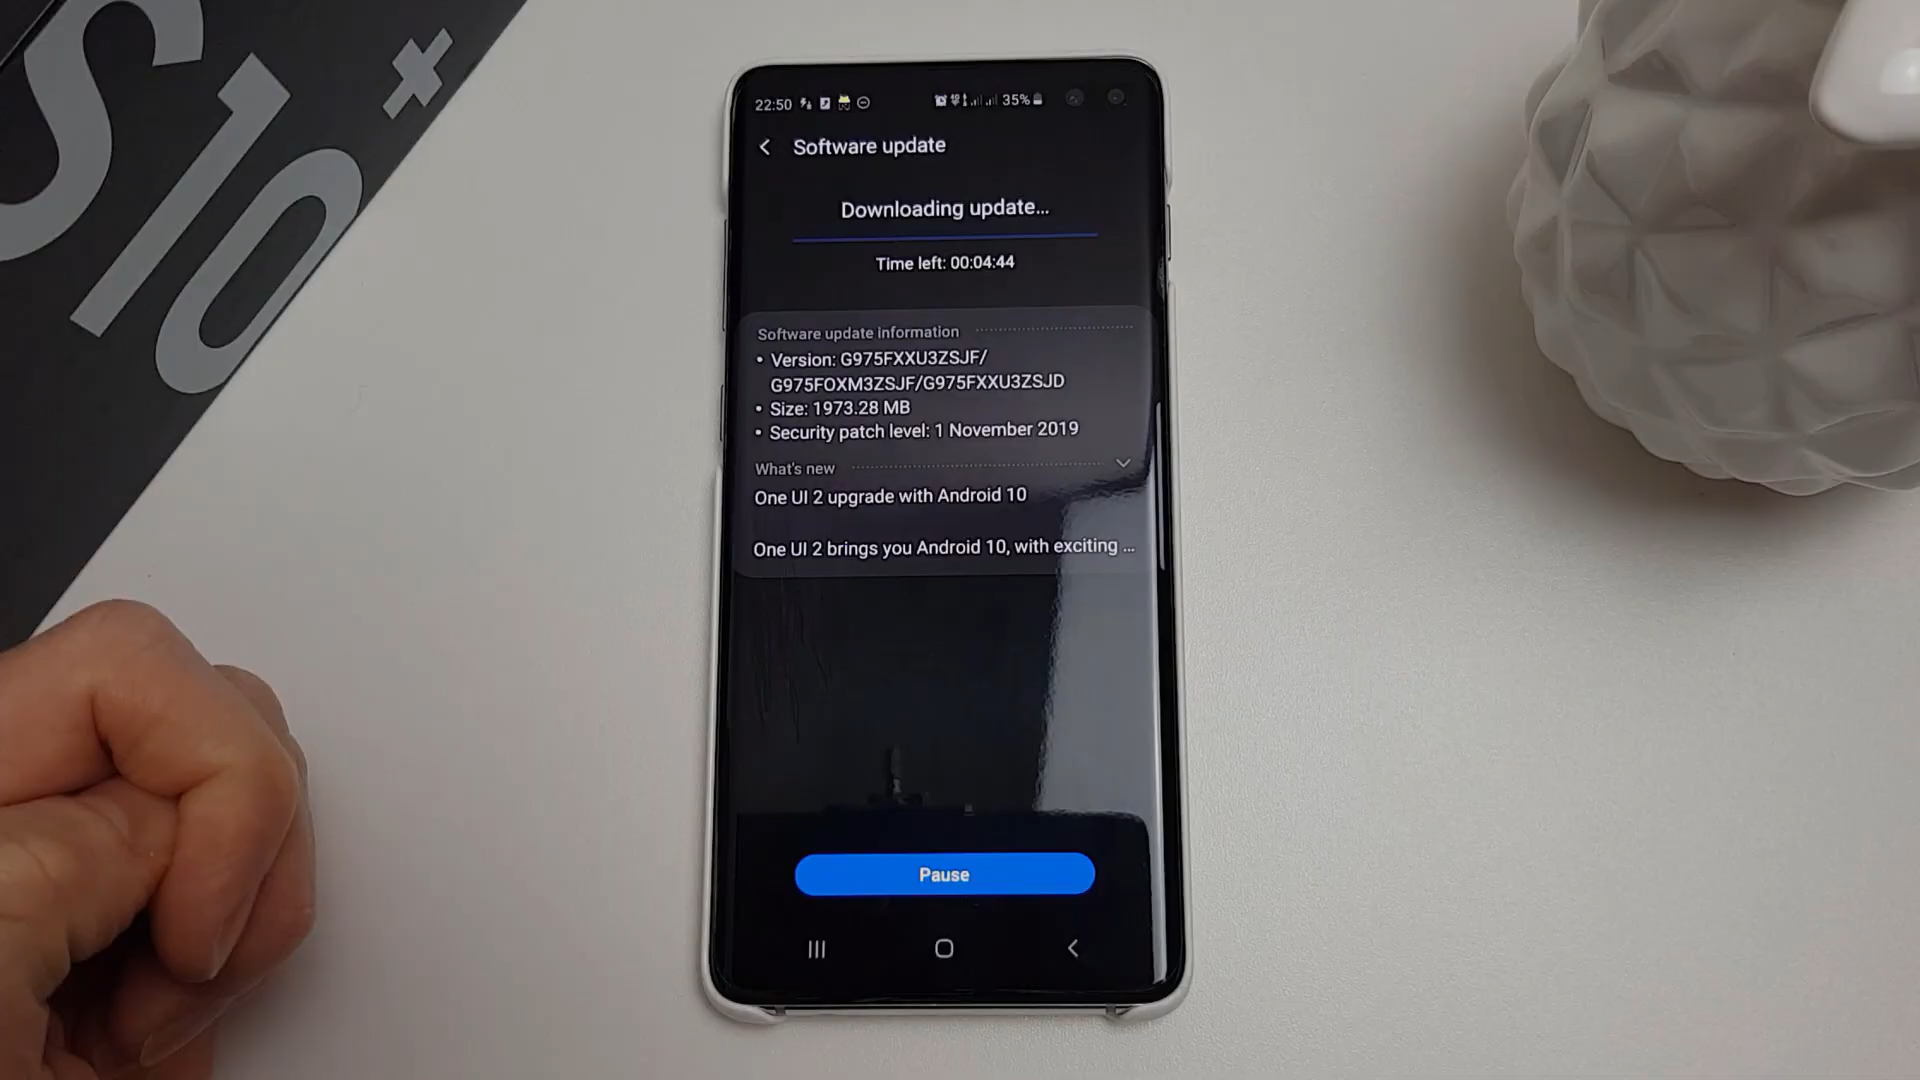 S10+
22:50 35%
Software update
Downloading update...
Time left: 00:04:44
Software update information
• Version: G975FXXU3ZSJF/
G975FOXM3ZSJF/G975FXXU3ZSJD
• Size: 1973.28 MB
• Security patch level: 1 November 2019
What's new
One UI 2 upgrade with Android 10
One UI 2 brings you Android 10, with exciting ...
Pause